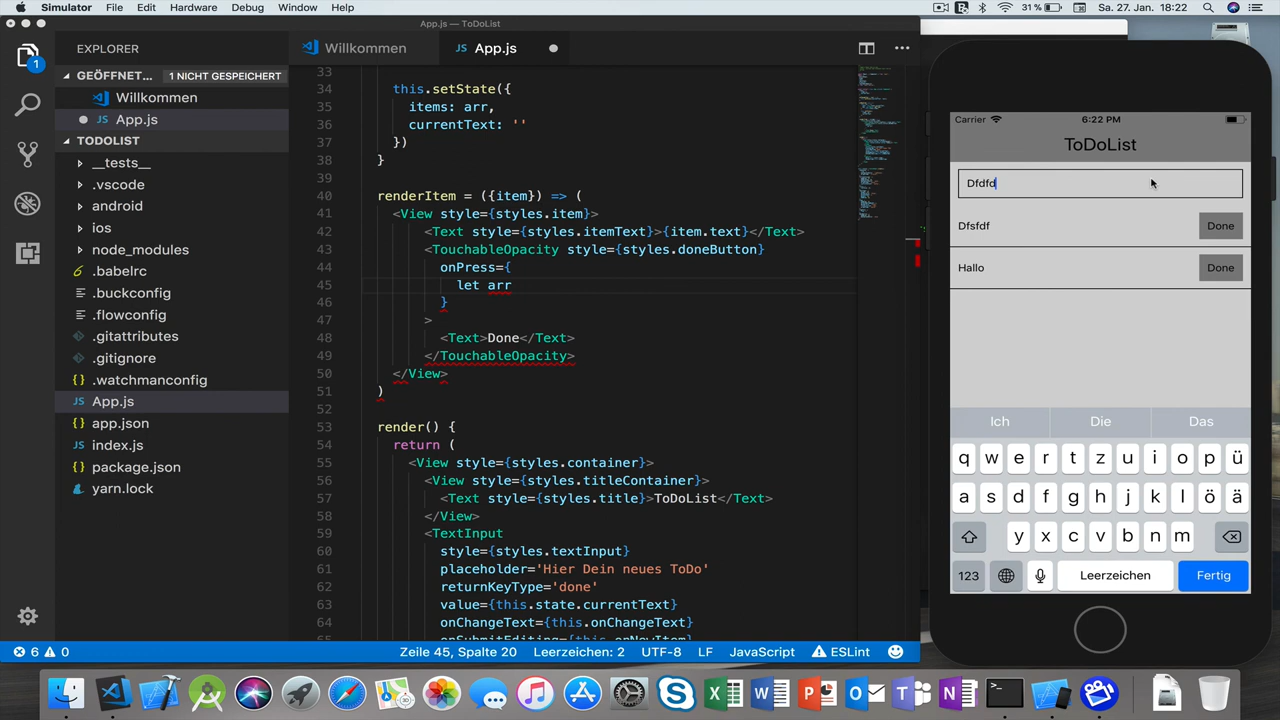 Simulator File Edit Hardware Debug Window Help 31 % Sa. 27. Jan. 18:22
App.js — ToDoList
EXPLORER
GEÖFFNET... 1 NICHT GESPEICHERT
Willkommen
App.js
TODOLIST
__tests__
.vscode
android
ios
node_modules
.babelrc
.buckconfig
.flowconfig
.gitattributes
.gitignore
.watchmanconfig
App.js
app.json
index.js
package.json
yarn.lock
1
Willkommen
JS App.js
33
34 this.setState({
35 items: arr,
36 currentText: ''
37 })
38 }
39
40 renderItem = ({item}) => (
41 <View style={styles.item}>
42 <Text style={styles.itemText}>{item.text}</Text>
43 <TouchableOpacity style={styles.doneButton}
44 onPress={
45 let arr
46 }
47 >
48 <Text>Done</Text>
49 </TouchableOpacity>
50 </View>
51 )
52
53 render() {
54 return (
55 <View style={styles.container}>
56 <View style={styles.titleContainer}>
57 <Text style={styles.title}>ToDoList</Text>
58 </View>
59 <TextInput
60 style={styles.textInput}
61 placeholder='Hier Dein neues ToDo'
62 returnKeyType='done'
63 value={this.state.currentText}
64 onChangeText={this.onChangeText}
65 onSubmitEditing={this.onNewItem
6 0 Zeile 45, Spalte 20 Leerzeichen: 2 UTF-8 LF JavaScript ESLint
Carrier 6:22 PM
ToDoList
Dfdfd
Dfsfdf Done
Hallo Done
Ich Die Das
q w e r t z u i o p ü
a s d f g h j k l ö ä
y x c v b n m
123 Leerzeichen Fertig